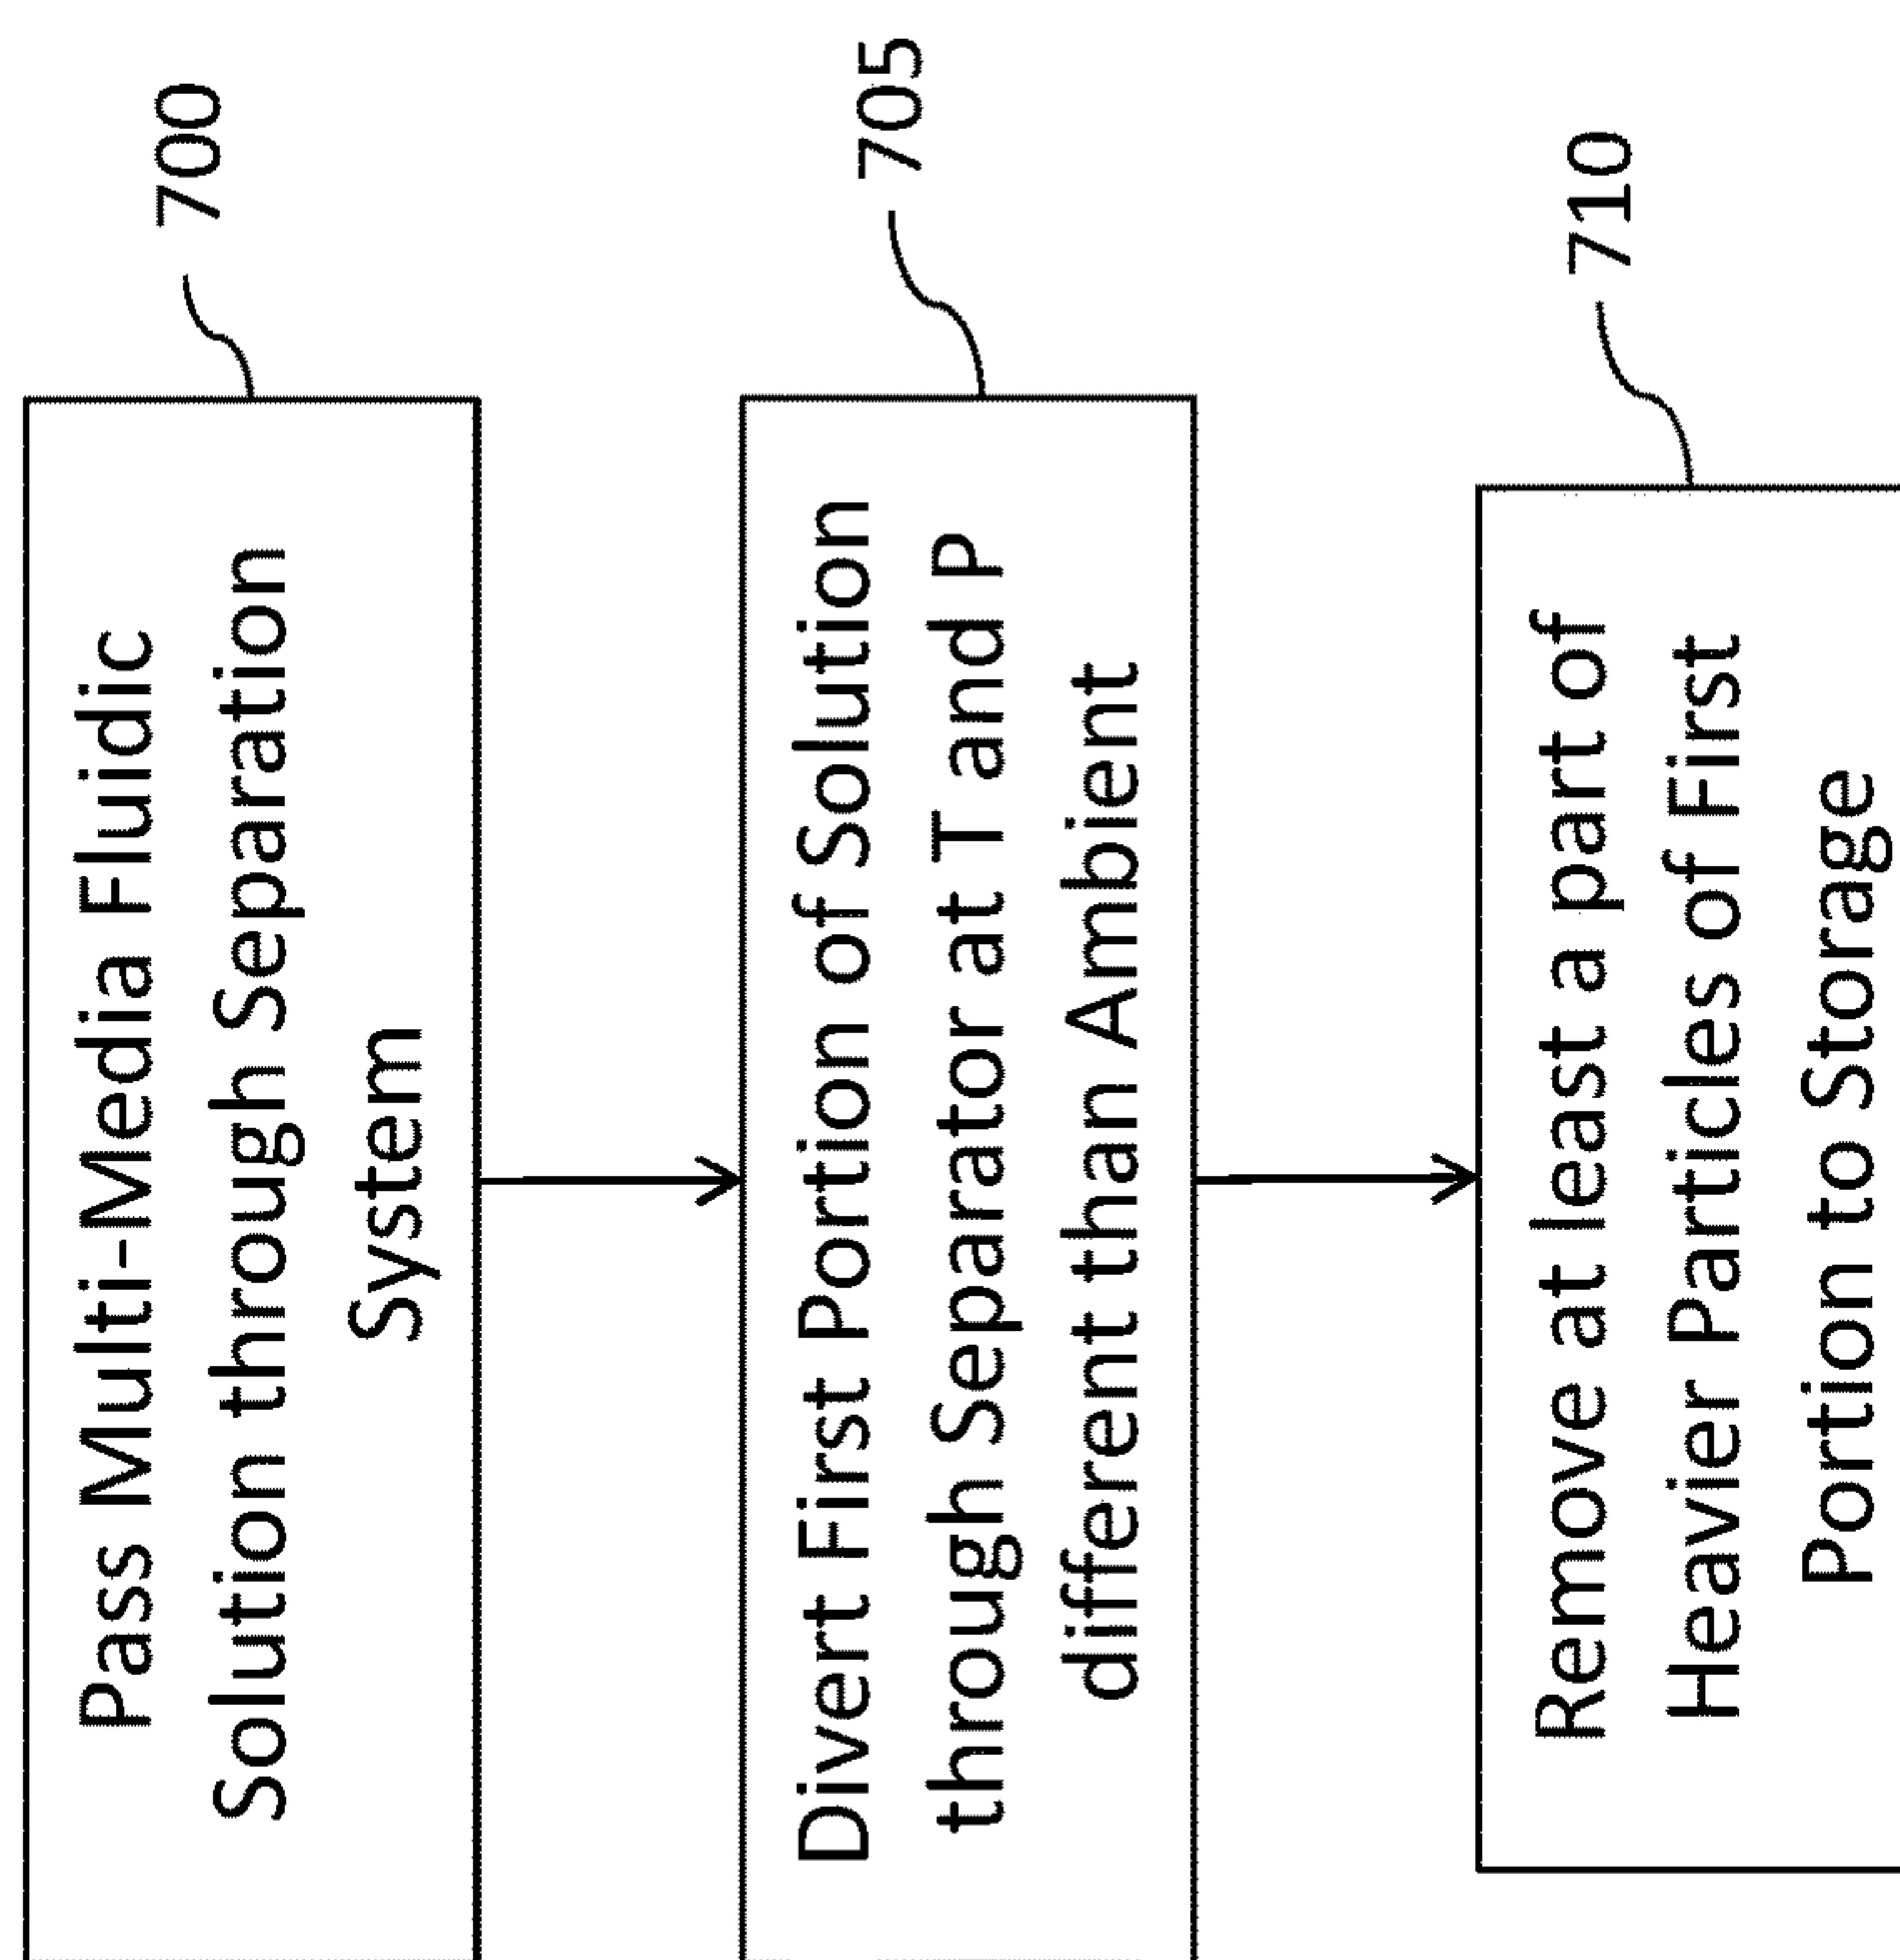 Pass Multi-Media Fluidic
Solution through Separation
System
700
Divert First Portion of Solution
through Separator at T and P
different than Ambient
705
Remove at least a part of
Heavier Particles of First
Portion to Storage
710